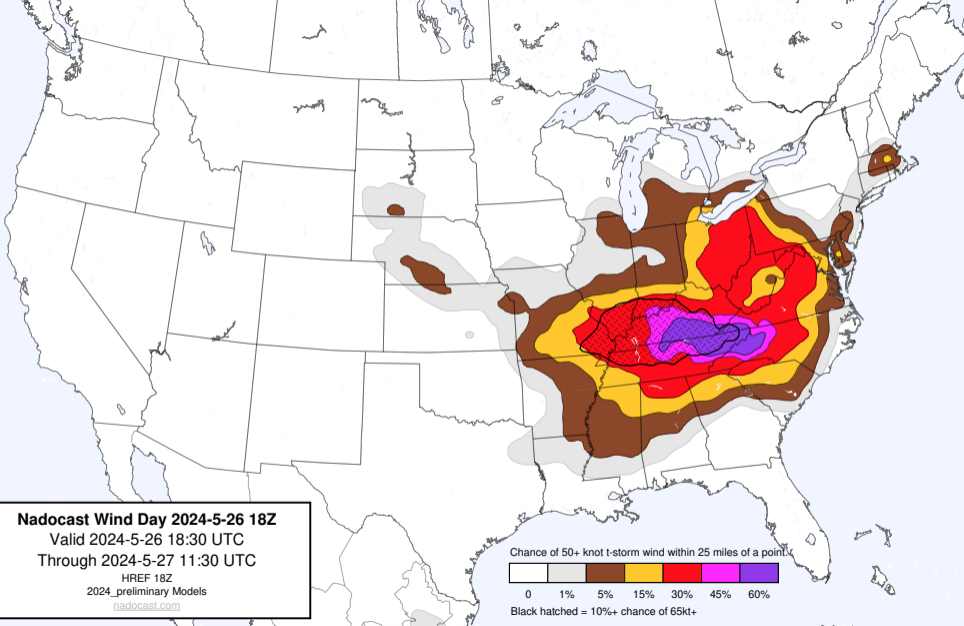 Nadocast Wind Day 2024-5-26 18Z
Valid 2024-5-26 18:30 UTC
Through 2024-5-27 11:30 UTC
HREF 18Z
2024_preliminary Models
nadocast.com
Chance of 50+ knot t-storm wind within 25 miles of a point.
0 1% 5% 15% 30% 45% 60%
Black hatched = 10%+ chance of 65kt+